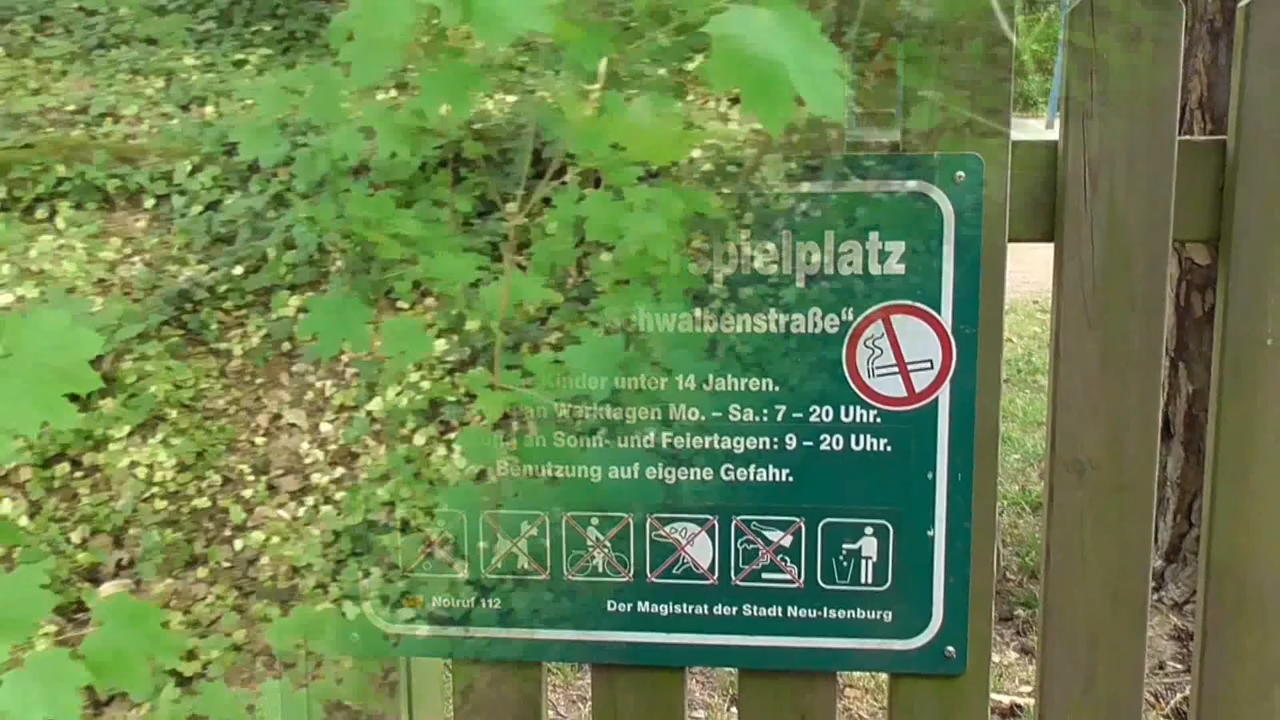 spielplatz
Schwalbenstraße“
Kinder unter 14 Jahren.
an Werktagen Mo. – Sa.: 7 – 20 Uhr.
und an Sonn- und Feiertagen: 9 – 20 Uhr.
Benutzung auf eigene Gefahr.
Notruf 112
Der Magistrat der Stadt Neu-Isenburg